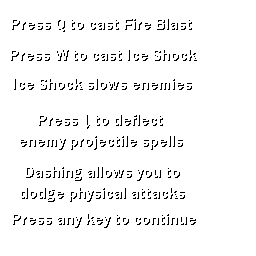 Press Q to cast Fire Blast
Press W to cast Ice Shock
Ice Shock slows enemies
Press to deflect
enemy projectile spells
Dashing allows you to
dodge physical attacks
Press any key to continue